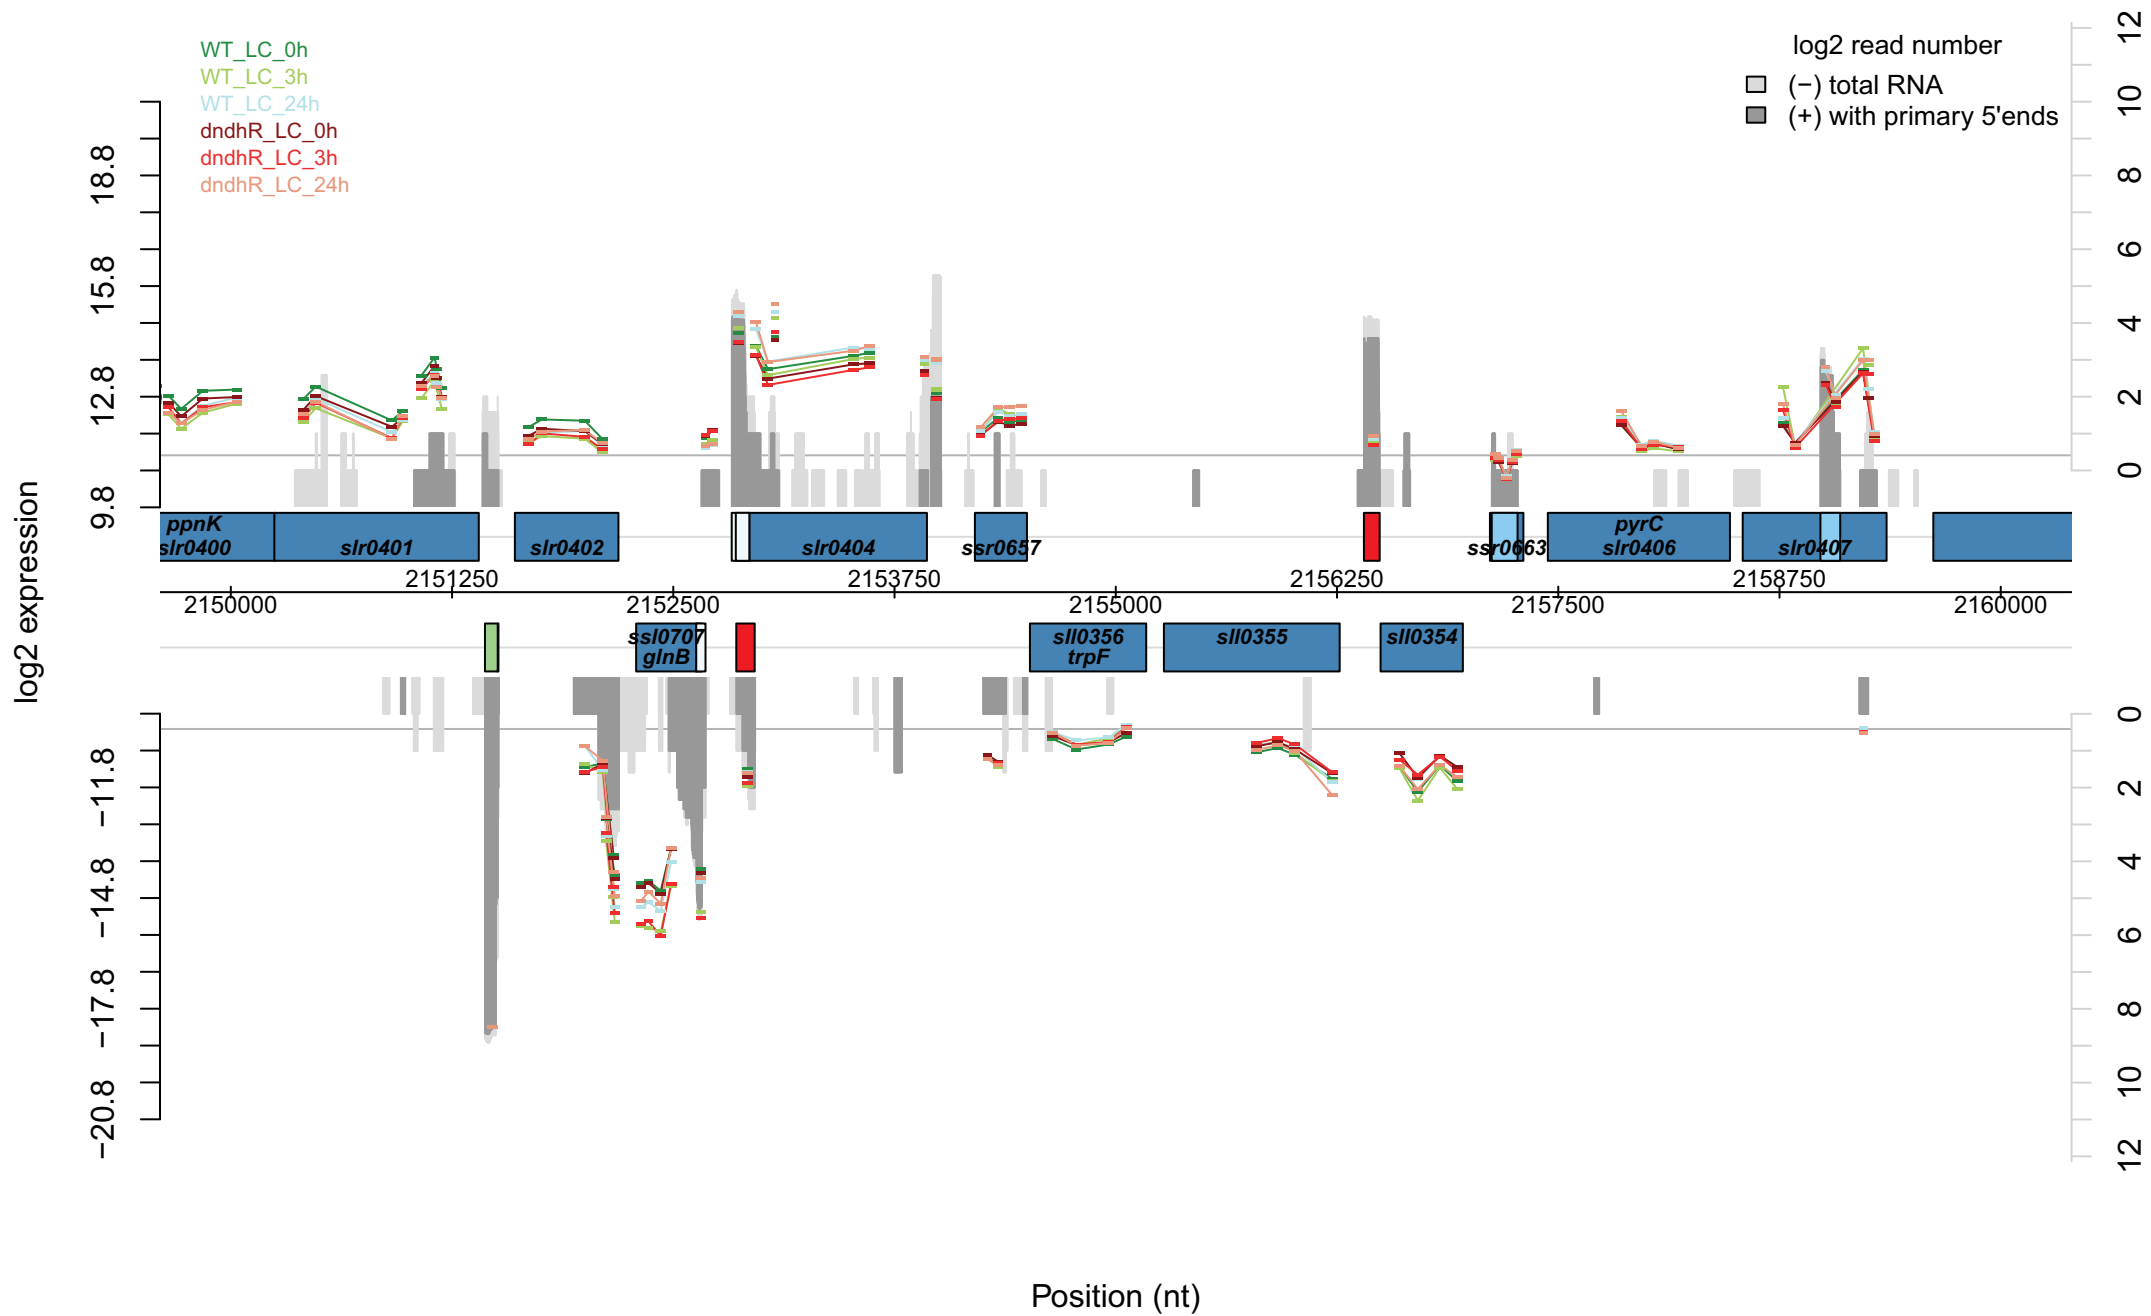 WT_LC_0h
WT_LC_3h
WT_LC_24h
dndhR_LC_0h
dndhR_LC_3h
dndhR_LC_24h
log2 read number
(−) total RNA
(+) with primary 5'ends
18.8
15.8
12.8
9.8
12
10
8
6
4
2
0
log2 expression
ppnK
slr0400
slr0401
slr0402
slr0404
ssr0657
ssr0663
pyrC
slr0406
slr0407
2151250
2153750
2156250
2158750
2150000
2152500
2155000
2157500
2160000
ssl0707
glnB
sll0356
trpF
sll0355
sll0354
−11.8
−14.8
−17.8
−20.8
0
2
4
6
8
10
12
Position (nt)